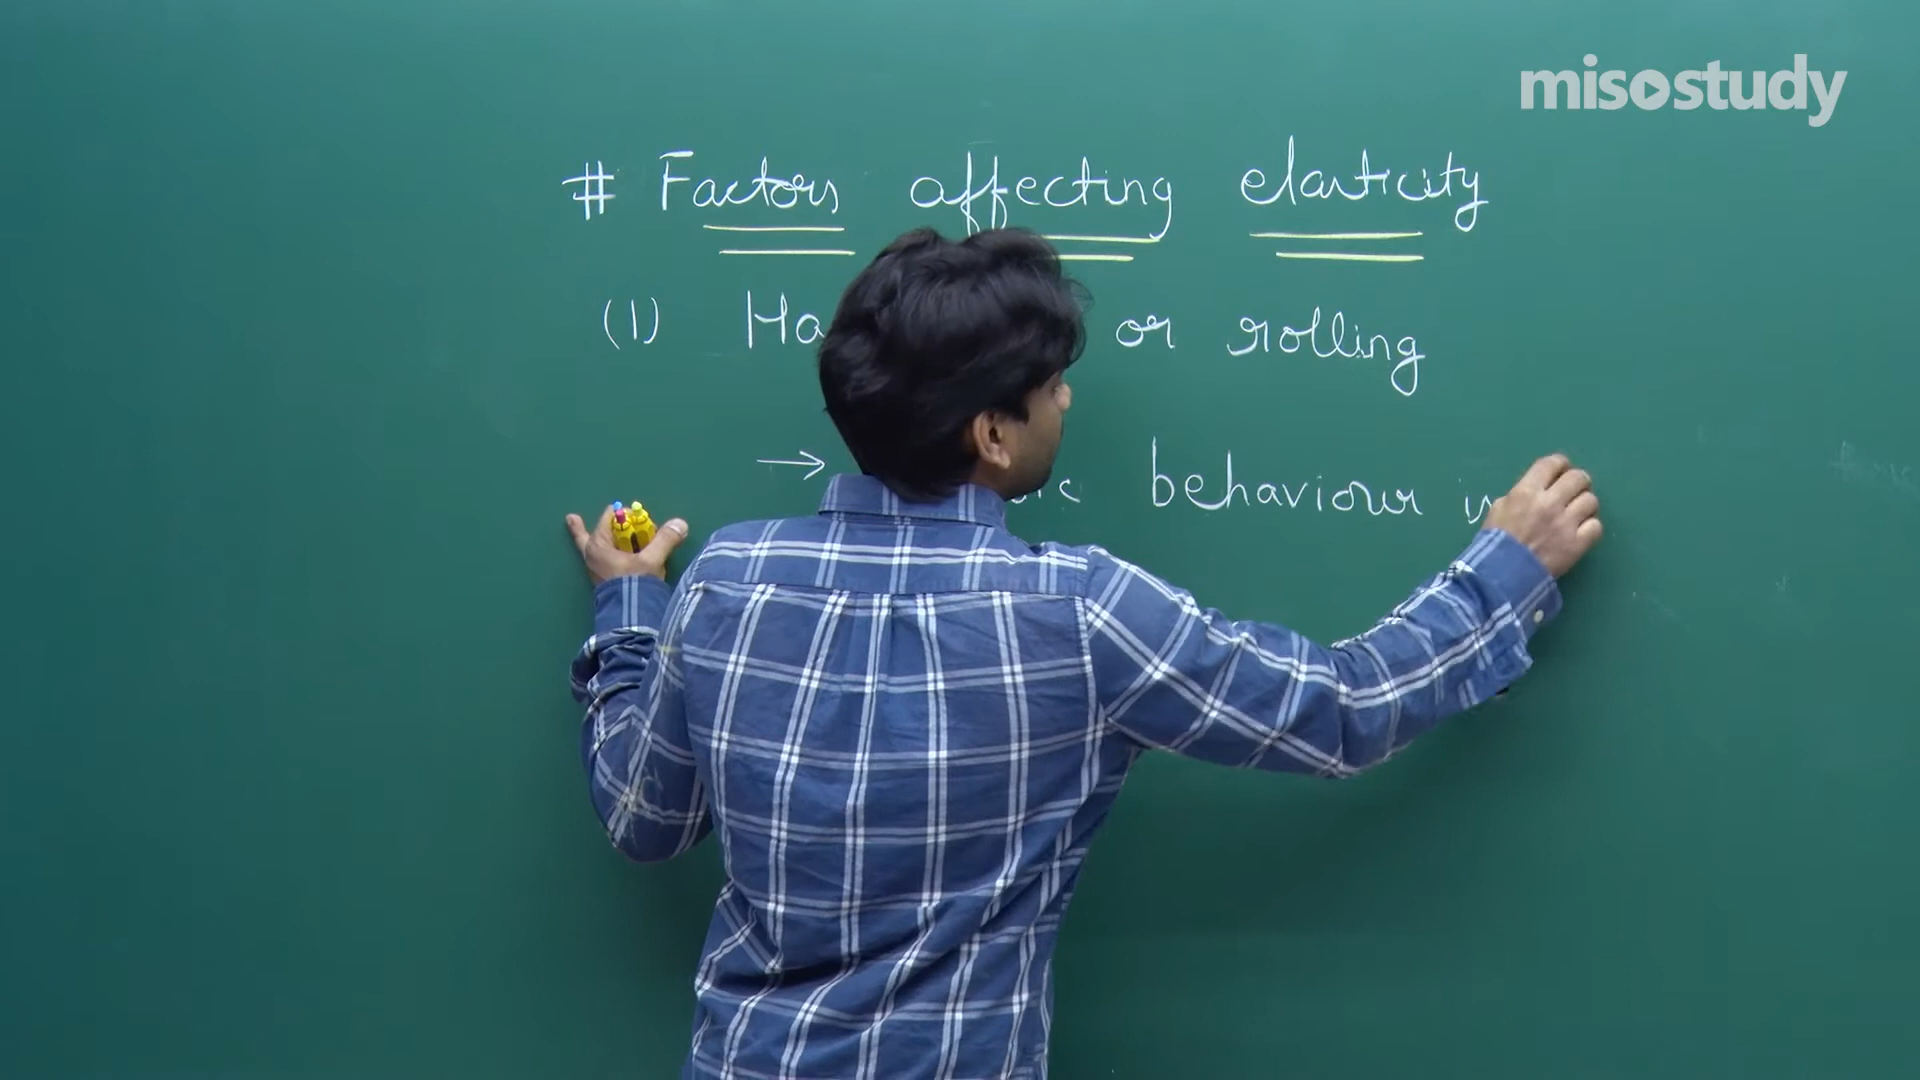 misostudy
# Factors affecting elasticity
(1) Ha or rolling
→ behaviour